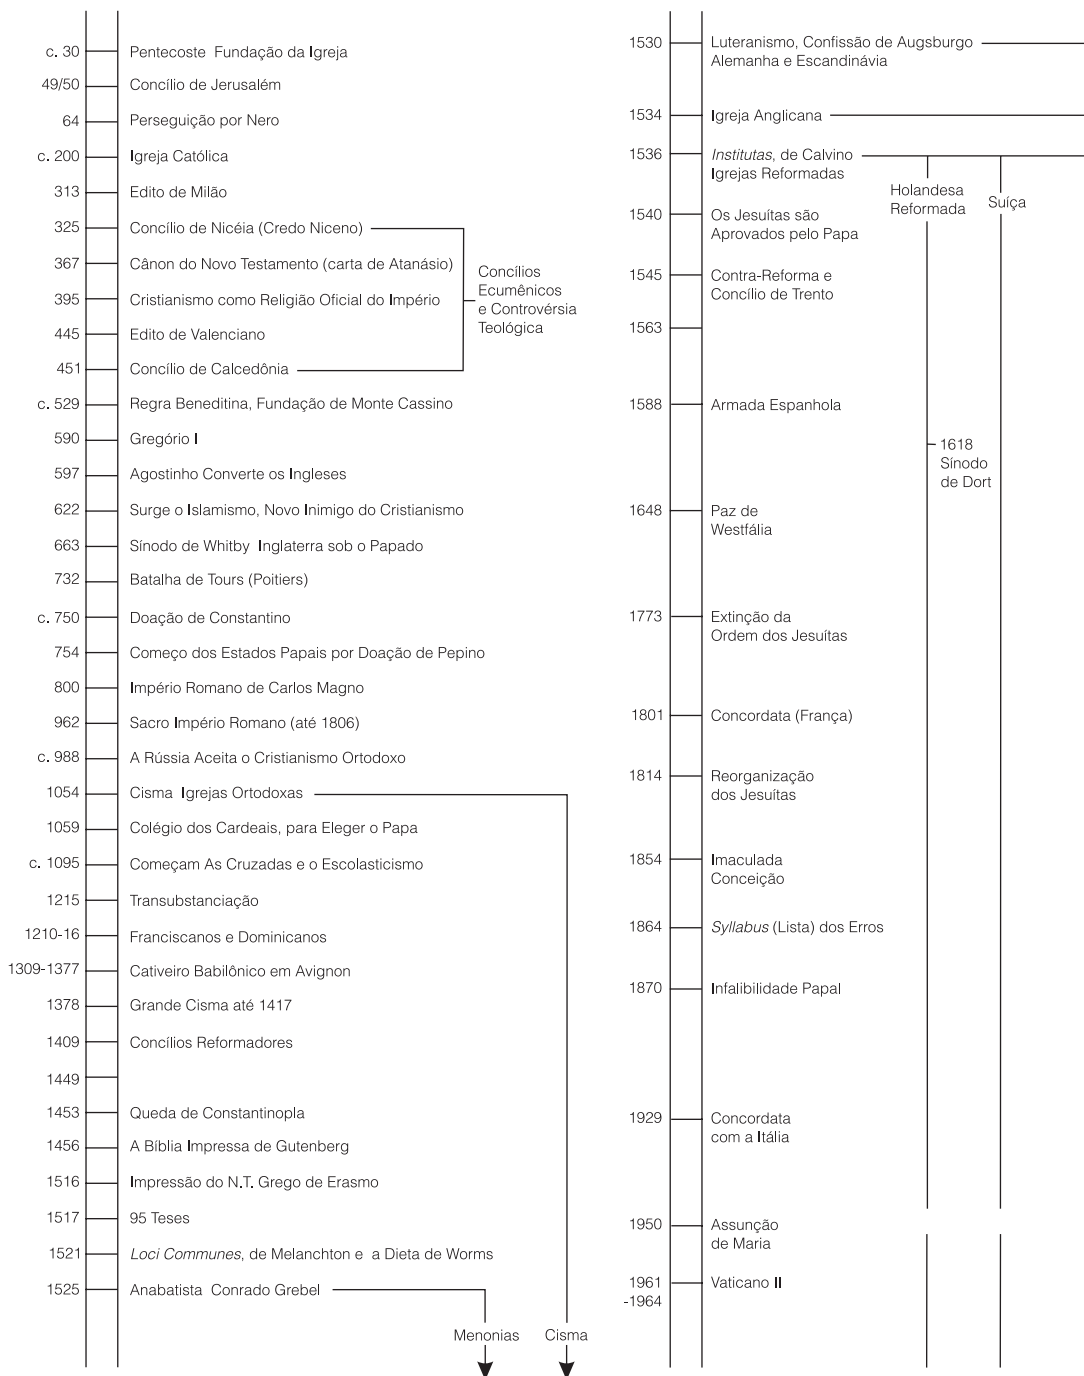 c. 30 Pentecoste Fundação da Igreja
49/50 Concílio de Jerusalém
64 Perseguição por Nero
c. 200 Igreja Católica
313 Edito de Milão
325 Concílio de Nicéia (Credo Niceno)
367 Cânon do Novo Testamento (carta de Atanásio)
395 Cristianismo como Religião Oficial do Império
445 Edito de Valenciano
451 Concílio de Calcedônia
Concílios
Ecumênicos
e Controvérsia
Teológica
c. 529 Regra Beneditina, Fundação de Monte Cassino
590 Gregório I
597 Agostinho Converte os Ingleses
622 Surge o Islamismo, Novo Inimigo do Cristianismo
663 Sínodo de Whitby Inglaterra sob o Papado
732 Batalha de Tours (Poitiers)
c. 750 Doação de Constantino
754 Começo dos Estados Papais por Doação de Pepino
800 Império Romano de Carlos Magno
962 Sacro Império Romano (até 1806)
c. 988 A Rússia Aceita o Cristianismo Ortodoxo
1054 Cisma Igrejas Ortodoxas
1059 Colégio dos Cardeais, para Eleger o Papa
c. 1095 Começam As Cruzadas e o Escolasticismo
1215 Transubstanciação
1210-16 Franciscanos e Dominicanos
1309-1377 Cativeiro Babilônico em Avignon
1378 Grande Cisma até 1417
1409 Concílios Reformadores
1449
1453 Queda de Constantinopla
1456 A Bíblia Impressa de Gutenberg
1516 Impressão do N.T. Grego de Erasmo
1517 95 Teses
1521 Loci Communes, de Melanchton e a Dieta de Worms
1525 Anabatista Conrado Grebel
Menonias
Cisma
1530 Luteranismo, Confissão de Augsburgo
Alemanha e Escandinávia
1534 Igreja Anglicana
1536 Institutas, de Calvino
Igrejas Reformadas
Holandesa
Reformada
Suíça
1540 Os Jesuítas são
Aprovados pelo Papa
1545 Contra-Reforma e
Concílio de Trento
1563
1588 Armada Espanhola
1618
Sínodo
de Dort
1648 Paz de
Westfália
1773 Extinção da
Ordem dos Jesuítas
1801 Concordata (França)
1814 Reorganização
dos Jesuítas
1854 Imaculada
Conceição
1864 Syllabus (Lista) dos Erros
1870 Infalibilidade Papal
1929 Concordata
com a Itália
1950 Assunção
de Maria
1961 Vaticano II
-1964